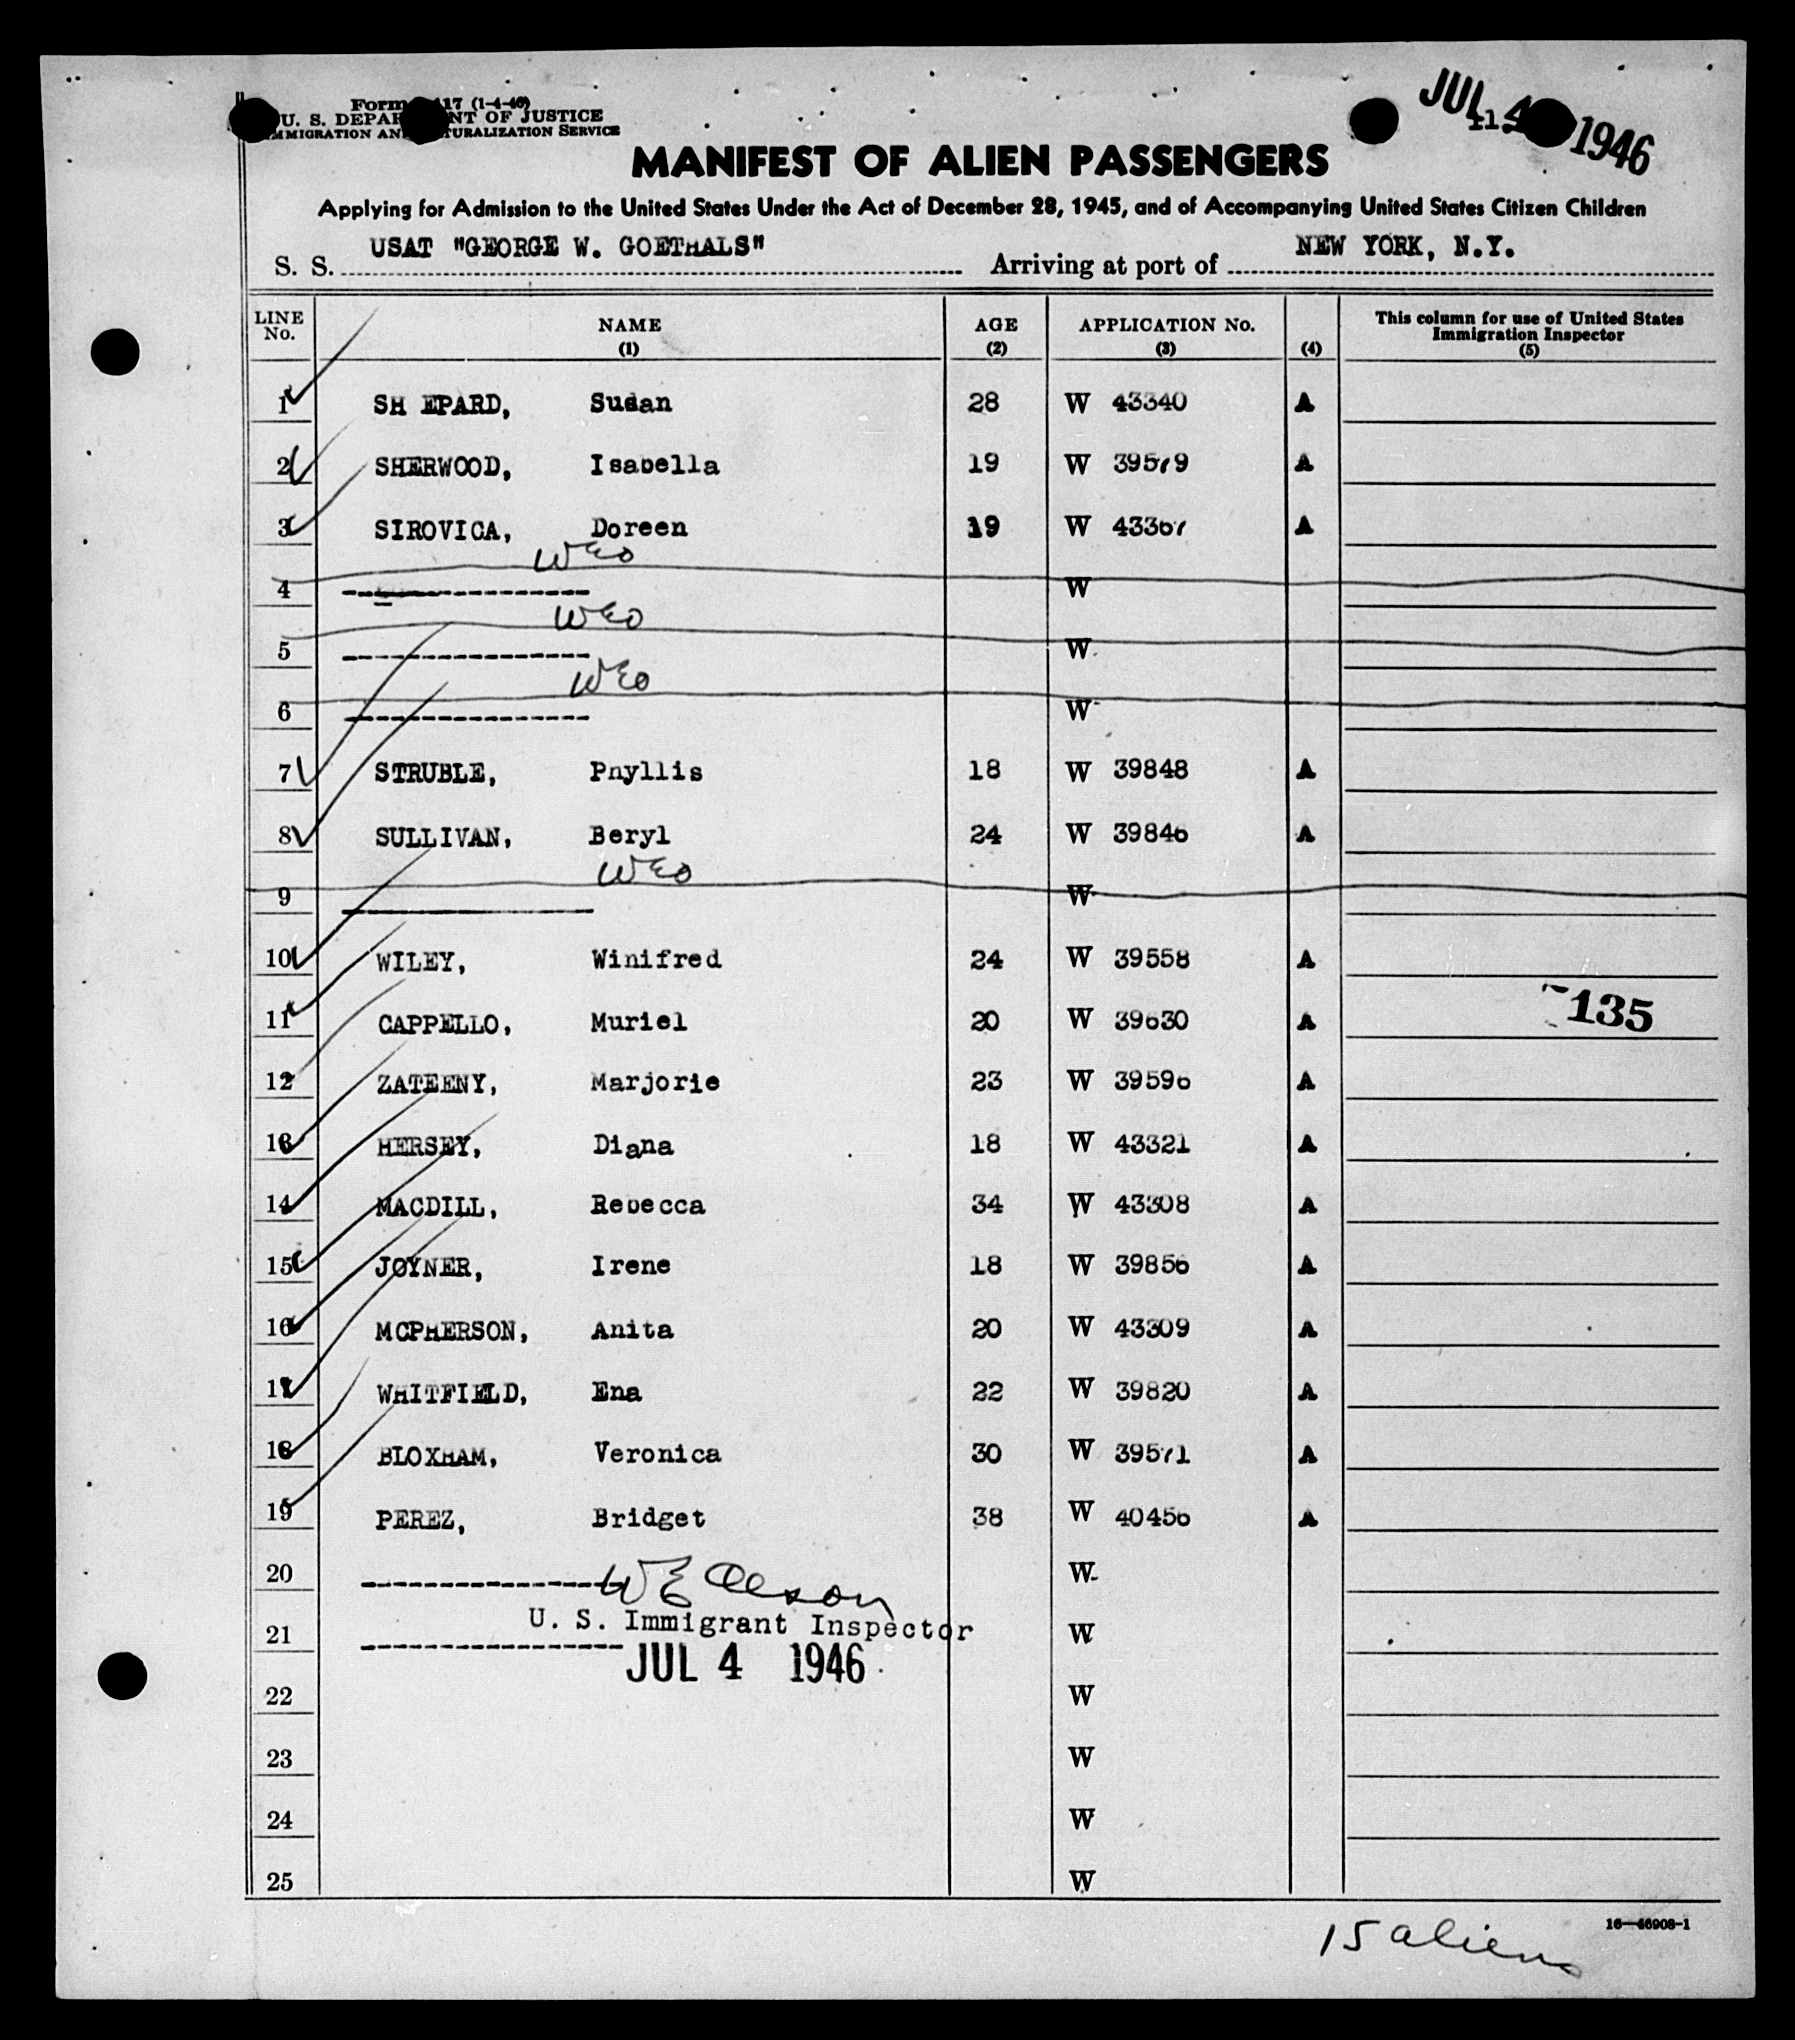 Form 117 (1-4-46)
U. S. DEPARTMENT OF JUSTICE
IMMIGRATION AND NATURALIZATION SERVICE
JUL 4 1946
MANIFEST OF ALIEN PASSENGERS
Applying for Admission to the United States Under the Act of December 28, 1945, and of Accompanying United States Citizen Children
S. S. USAT "GEORGE W. GOETHALS" Arriving at port of NEW YORK, N.Y.
LINE No. NAME (1) AGE (2) APPLICATION No. (3) (4) This column for use of United States Immigration Inspector (5)
1 SH EPARD, Susan 28 W 43340 A
2 SHERWOOD, Isabella 19 W 39579 A
3 SIROVICA, Doreen 19 W 43367 A
WEO
4 ------------------ W
WEO
5 ------------------ W
WEO
6 ------------------ W
7 STRUBLE, Phyllis 18 W 39848 A
8 SULLIVAN, Beryl 24 W 39846 A
WEO
9 ------------------ W
10 WILEY, Winifred 24 W 39558 A
11 CAPPELLO, Muriel 20 W 39630 A 135
12 ZATEENY, Marjorie 23 W 39596 A
13 HERSEY, Diana 18 W 43321 A
14 MACDILL, Rebecca 34 W 43308 A
15 JOYNER, Irene 18 W 39856 A
16 MCPHERSON, Anita 20 W 43309 A
17 WHITFIELD, Ena 22 W 39820 A
18 BLOXHAM, Veronica 30 W 39571 A
19 PEREZ, Bridget 38 W 40456 A
20 ------------------ W E Oleson W
U. S. Immigrant Inspector
21 ------------------ W
JUL 4 1946
22 W
23 W
24 W
25 W
16—46908-1
15 aliens